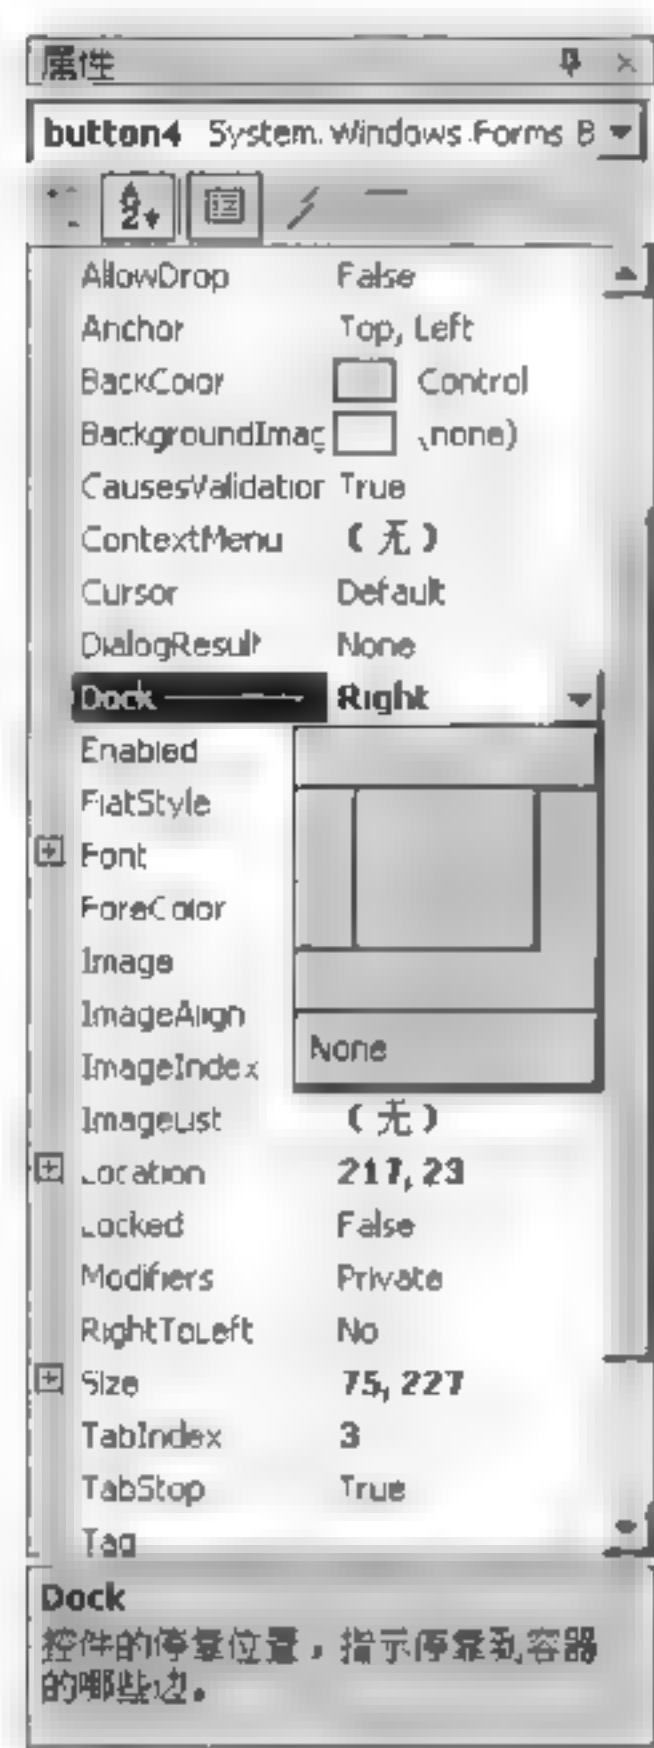 属性
button4 System.Windows.Forms B
AllowDrop False
Anchor Top, Left
BackColor Control
BackgroundImag (none)
CausesValidation True
ContextMenu （无）
Cursor Default
DialogResult None
Dock Right
Enabled
FlatStyle
Font
ForeColor
Image
ImageAlign
None
ImageIndex
ImageList （无）
Location 217, 23
Locked False
Modifiers Private
RightToLeft No
Size 75, 227
TabIndex 3
TabStop True
Tag
Dock
控件的停靠位置，指示停靠到容器
的哪些边。